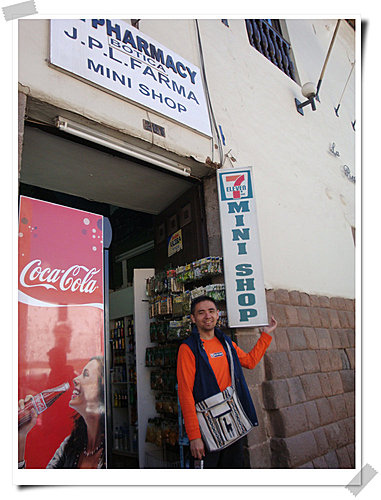 PHARMACY
BOTICA
J.P.L.FARMA
MINI SHOP
7
ELEVEN
MINI SHOP
Coca-Cola